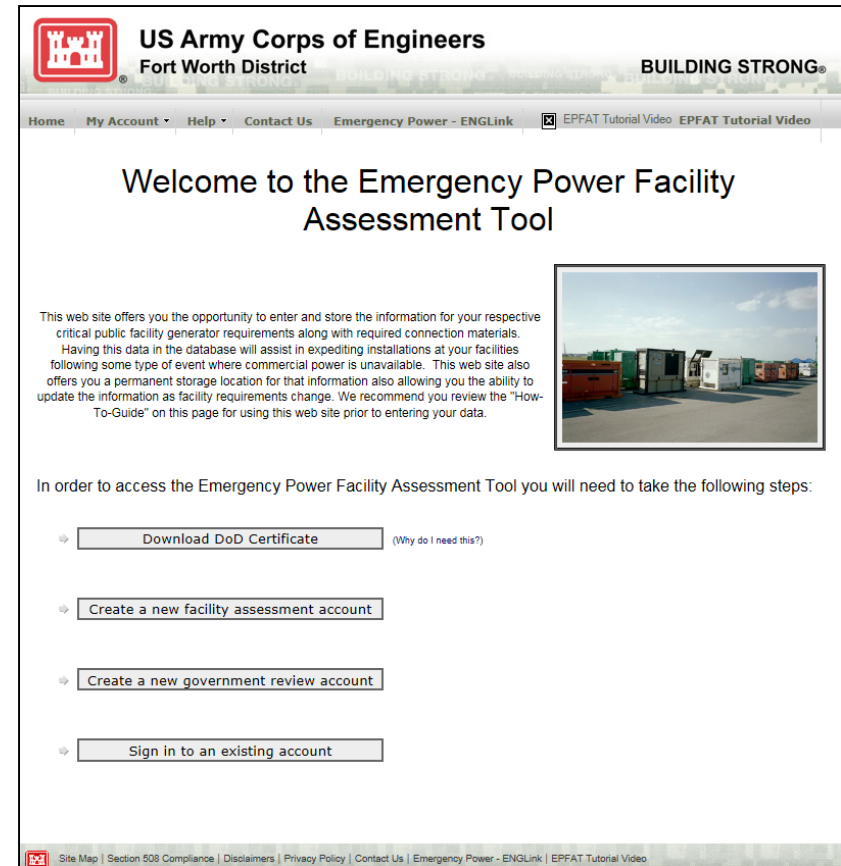 US Army Corps of Engineers
Fort Worth District
BUILDING STRONG®
Home My Account Help Contact Us Emergency Power - ENGLink EPFAT Tutorial Video EPFAT Tutorial Video
Welcome to the Emergency Power Facility
Assessment Tool
This web site offers you the opportunity to enter and store the information for your respective
critical public facility generator requirements along with required connection materials.
Having this data in the database will assist in expediting installations at your facilities
following some type of event where commercial power is unavailable. This web site also
offers you a permanent storage location for that information also allowing you the ability to
update the information as facility requirements change. We recommend you review the "How-
To-Guide" on this page for using this web site prior to entering your data.
In order to access the Emergency Power Facility Assessment Tool you will need to take the following steps:
Download DoD Certificate (Why do I need this?)
Create a new facility assessment account
Create a new government review account
Sign in to an existing account
Site Map | Section 508 Compliance | Disclaimers | Privacy Policy | Contact Us | Emergency Power - ENGLink | EPFAT Tutorial Video